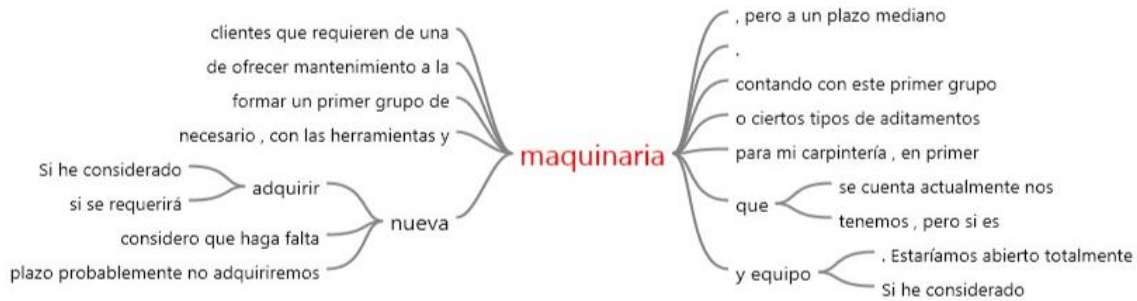 clientes que requieren de una
de ofrecer mantenimiento a la
formar un primer grupo de
necesario , con las herramientas y
Si he considerado
si se requerirá
adquirir
considero que haga falta
plazo probablemente no adquiriremos
nueva
maquinaria
, pero a un plazo mediano
.
contando con este primer grupo
o ciertos tipos de aditamentos
para mi carpintería , en primer
que
se cuenta actualmente nos
tenemos , pero si es
y equipo
. Estaríamos abierto totalmente
Si he considerado